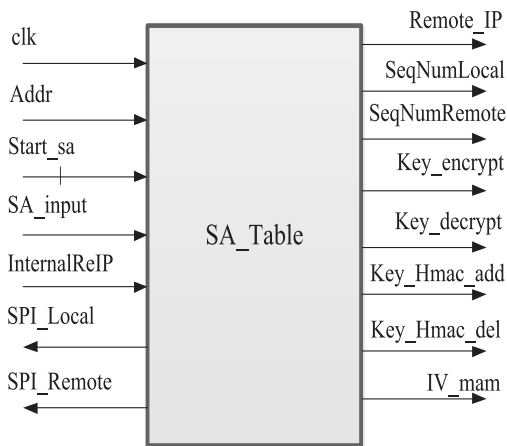 clk
Addr
Start_sa
SA_input
InternalReIP
SPI_Local
SPI_Remote
SA_Table
Remote_IP
SeqNumLocal
SeqNumRemote
Key_encrypt
Key_decrypt
Key_Hmac_add
Key_Hmac_del
IV_mam